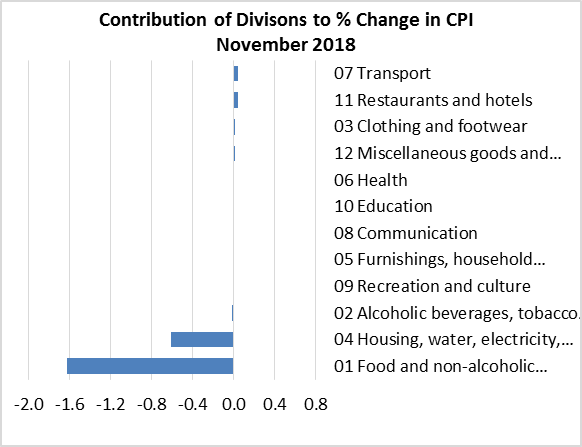 Contribution of Divisons to % Change in CPI
November 2018
07 Transport
11 Restaurants and hotels
03 Clothing and footwear
12 Miscellaneous goods and...
06 Health
10 Education
08 Communication
05 Furnishings, household...
09 Recreation and culture
02 Alcoholic beverages, tobacco...
04 Housing, water, electricity,...
01 Food and non-alcoholic...
-2.0 -1.6 -1.2 -0.8 -0.4 0.0 0.4 0.8